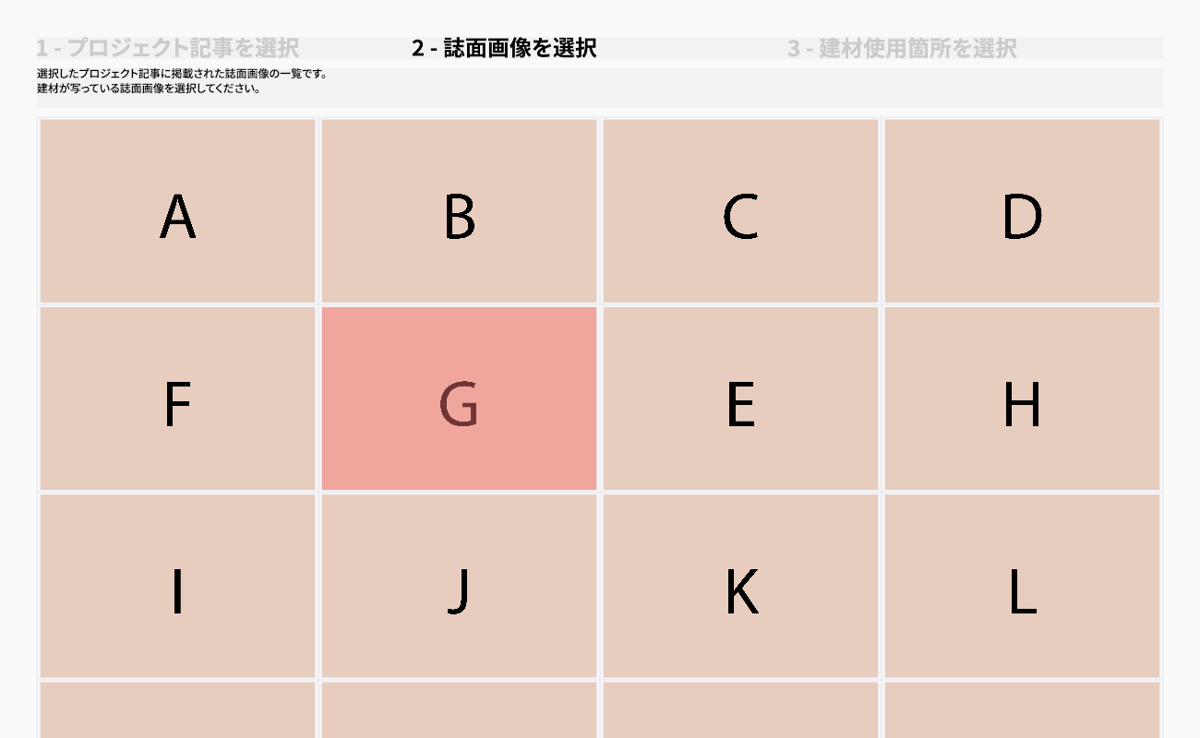 1 - プロジェクト記事を選択
2 - 誌面画像を選択
3 - 建材使用箇所を選択
選択したプロジェクト記事に掲載された誌面画像の一覧です。
建材が写っている誌面画像を選択してください。
A
B
C
D
F
G
E
H
I
J
K
L